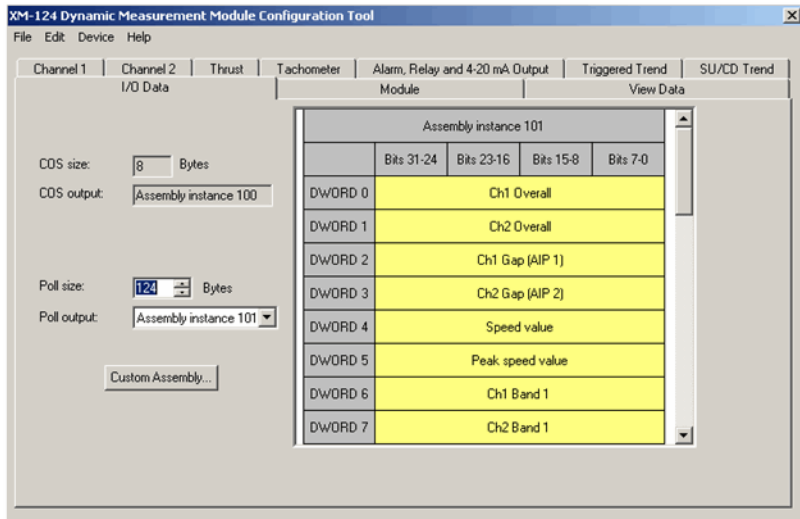 XM-124 Dynamic Measurement Module Configuration Tool
File Edit Device Help
Channel 1 Channel 2 Thrust Tachometer Alarm, Relay and 4-20 mA Output Triggered Trend SU/CD Trend
I/O Data Module View Data
Assembly instance 101
Bits 31-24 Bits 23-16 Bits 15-8 Bits 7-0
COS size: 8 Bytes
COS output: Assembly instance 100
Poll size: 124 Bytes
Poll output: Assembly instance 101
Custom Assembly...
DWORD 0 Ch1 Overall
DWORD 1 Ch2 Overall
DWORD 2 Ch1 Gap (AIP 1)
DWORD 3 Ch2 Gap (AIP 2)
DWORD 4 Speed value
DWORD 5 Peak speed value
DWORD 6 Ch1 Band 1
DWORD 7 Ch2 Band 1